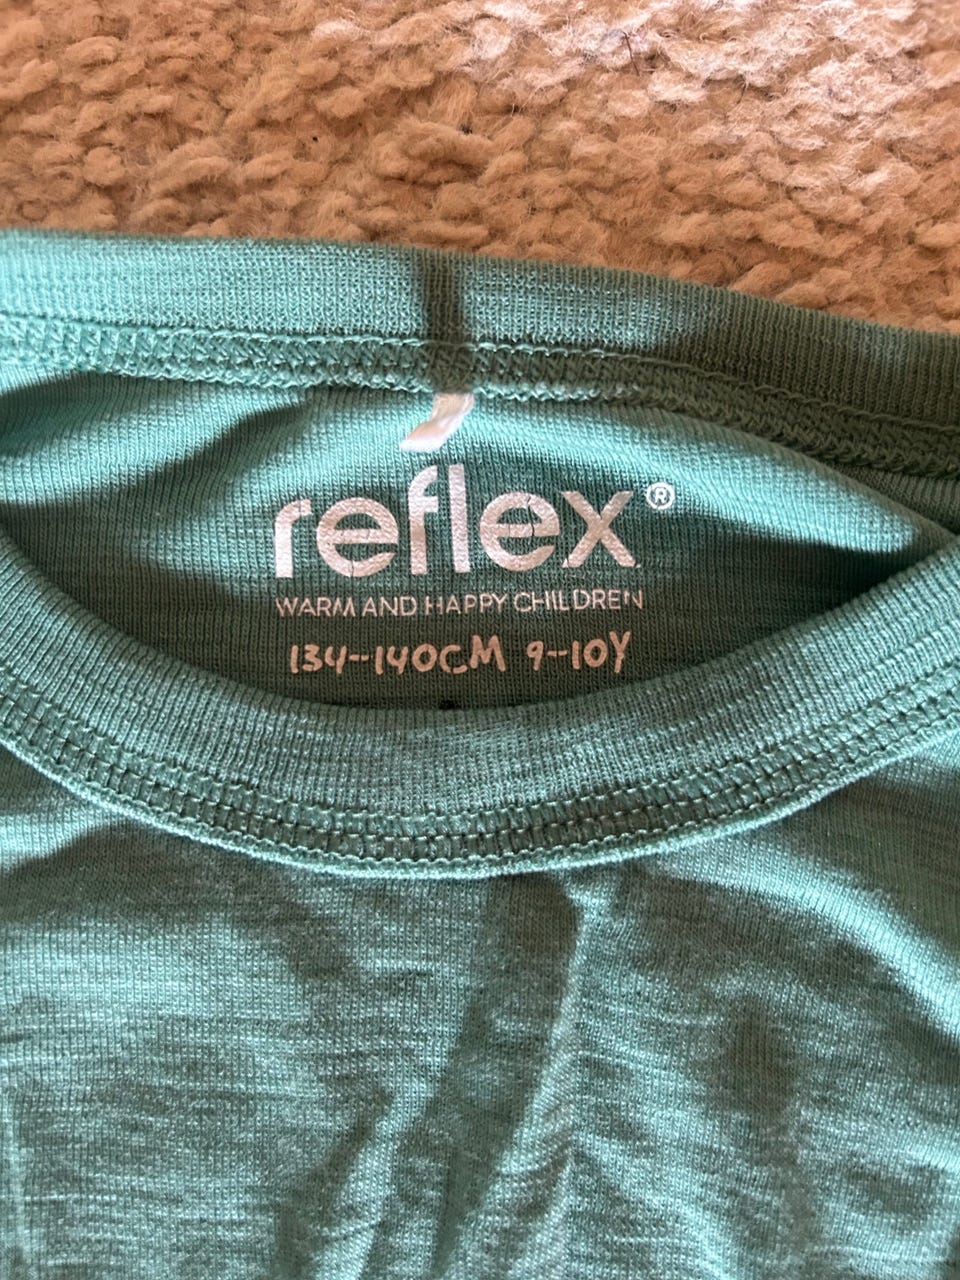 reflex®
WARM AND HAPPY CHILDREN
134-140CM 9-10Y